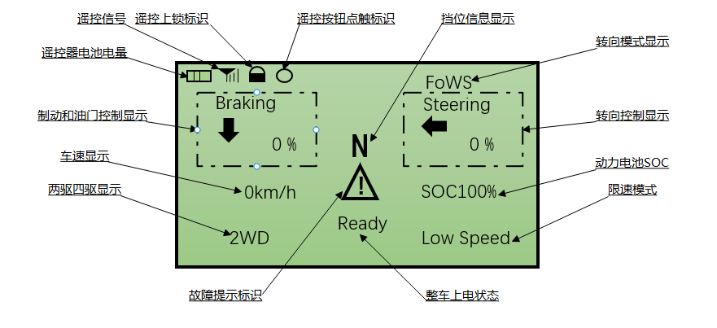 遥控信号 遥控上锁标识 遥控按钮点触标识 挡位信息显示
转向模式显示
遥控器电池电量
FoWS
Braking Steering
制动和油门控制显示 转向控制显示
0 % N 0 %
车速显示 动力电池SOC
两驱四驱显示 0km/h ! SOC100% 限速模式
Ready
2WD Low Speed
故障提示标识 整车上电状态